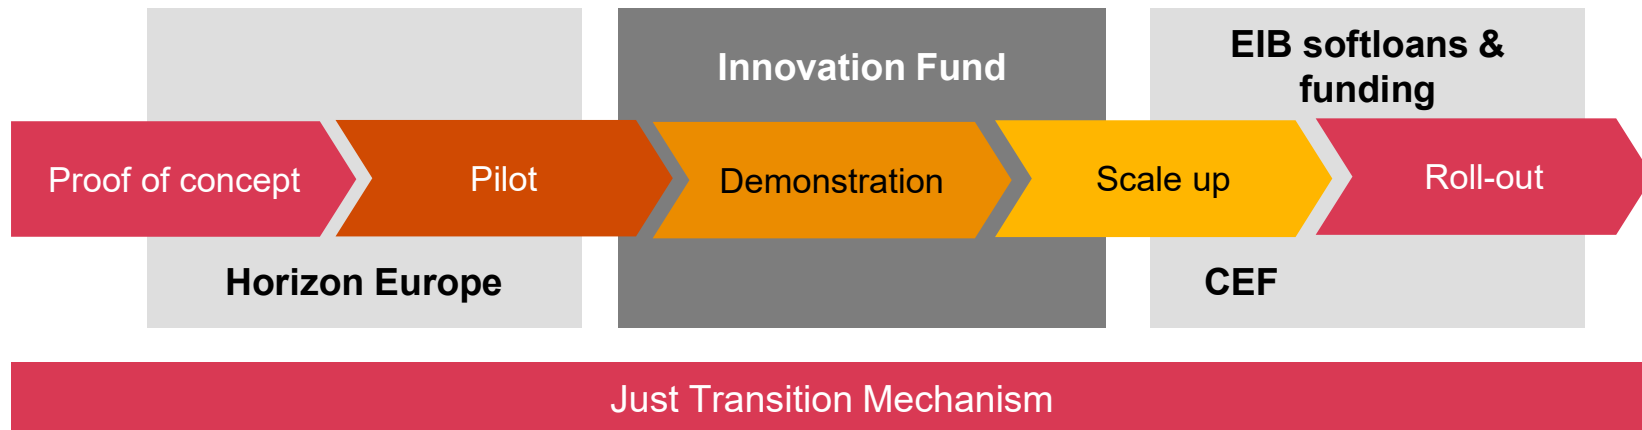 Innovation Fund
EIB softloans &
funding
Proof of concept
Pilot
Demonstration
Scale up
Roll-out
Horizon Europe
CEF
Just Transition Mechanism